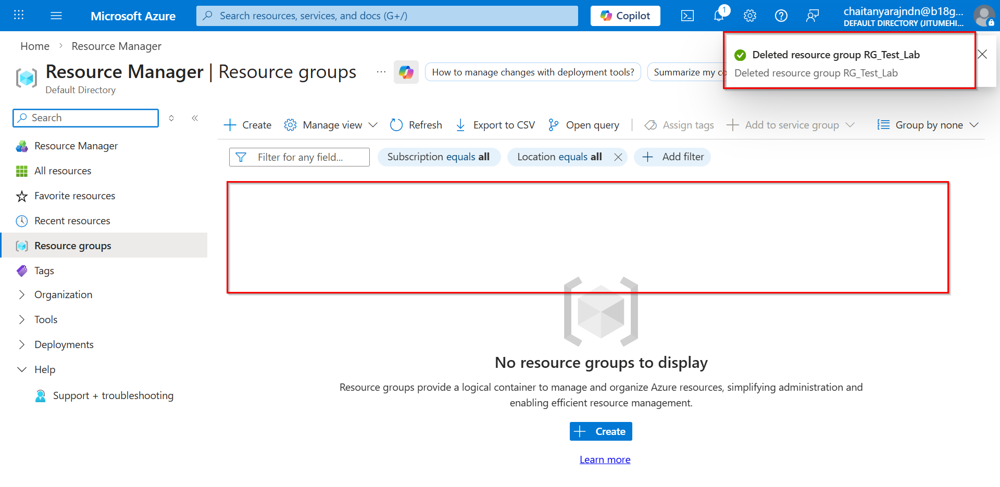 Microsoft Azure
Search resources, services, and docs (G+/)
Copilot
1
chaitanyarajndn@b18g...
DEFAULT DIRECTORY (JITUMEHI...
Home > Resource Manager
Deleted resource group RG_Test_Lab
Deleted resource group RG_Test_Lab
Resource Manager | Resource groups
...
How to manage changes with deployment tools?
Summarize my co
Default Directory
Search
Create
Manage view
Refresh
Export to CSV
Open query
Assign tags
Add to service group
Group by none
Filter for any field...
Subscription equals all
Location equals all
Add filter
Resource Manager
All resources
Favorite resources
Recent resources
Resource groups
Tags
Organization
Tools
Deployments
Help
Support + troubleshooting
No resource groups to display
Resource groups provide a logical container to manage and organize Azure resources, simplifying administration and
enabling efficient resource management.
Create
Learn more